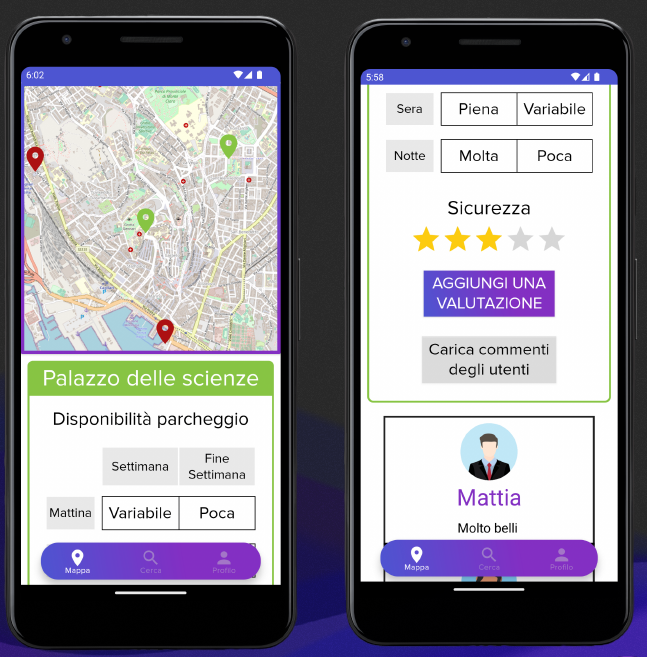 6:02
Palazzo delle scienze
Disponibilità parcheggio
Settimana
Fine
Settimana
Mattina
Variabile
Poca
Mappa
Cerca
Profilo
5:58
Sera
Piena
Variabile
Notte
Molta
Poca
Sicurezza
AGGIUNGI UNA
VALUTAZIONE
Carica commenti
degli utenti
Mattia
Molto belli
Mappa
Cerca
Profilo